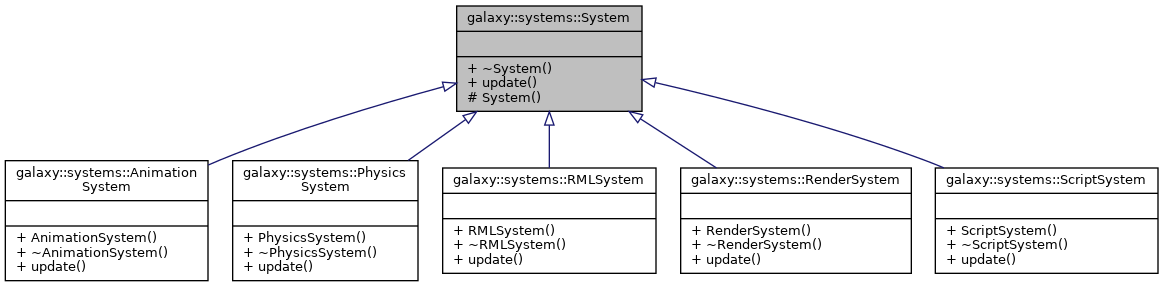 galaxy::systems::System
+ ~System()
+ update()
# System()
galaxy::systems::Animation
System
+ AnimationSystem()
+ ~AnimationSystem()
+ update()
galaxy::systems::Physics
System
+ PhysicsSystem()
+ ~PhysicsSystem()
+ update()
galaxy::systems::RMLSystem
+ RMLSystem()
+ ~RMLSystem()
+ update()
galaxy::systems::RenderSystem
+ RenderSystem()
+ ~RenderSystem()
+ update()
galaxy::systems::ScriptSystem
+ ScriptSystem()
+ ~ScriptSystem()
+ update()